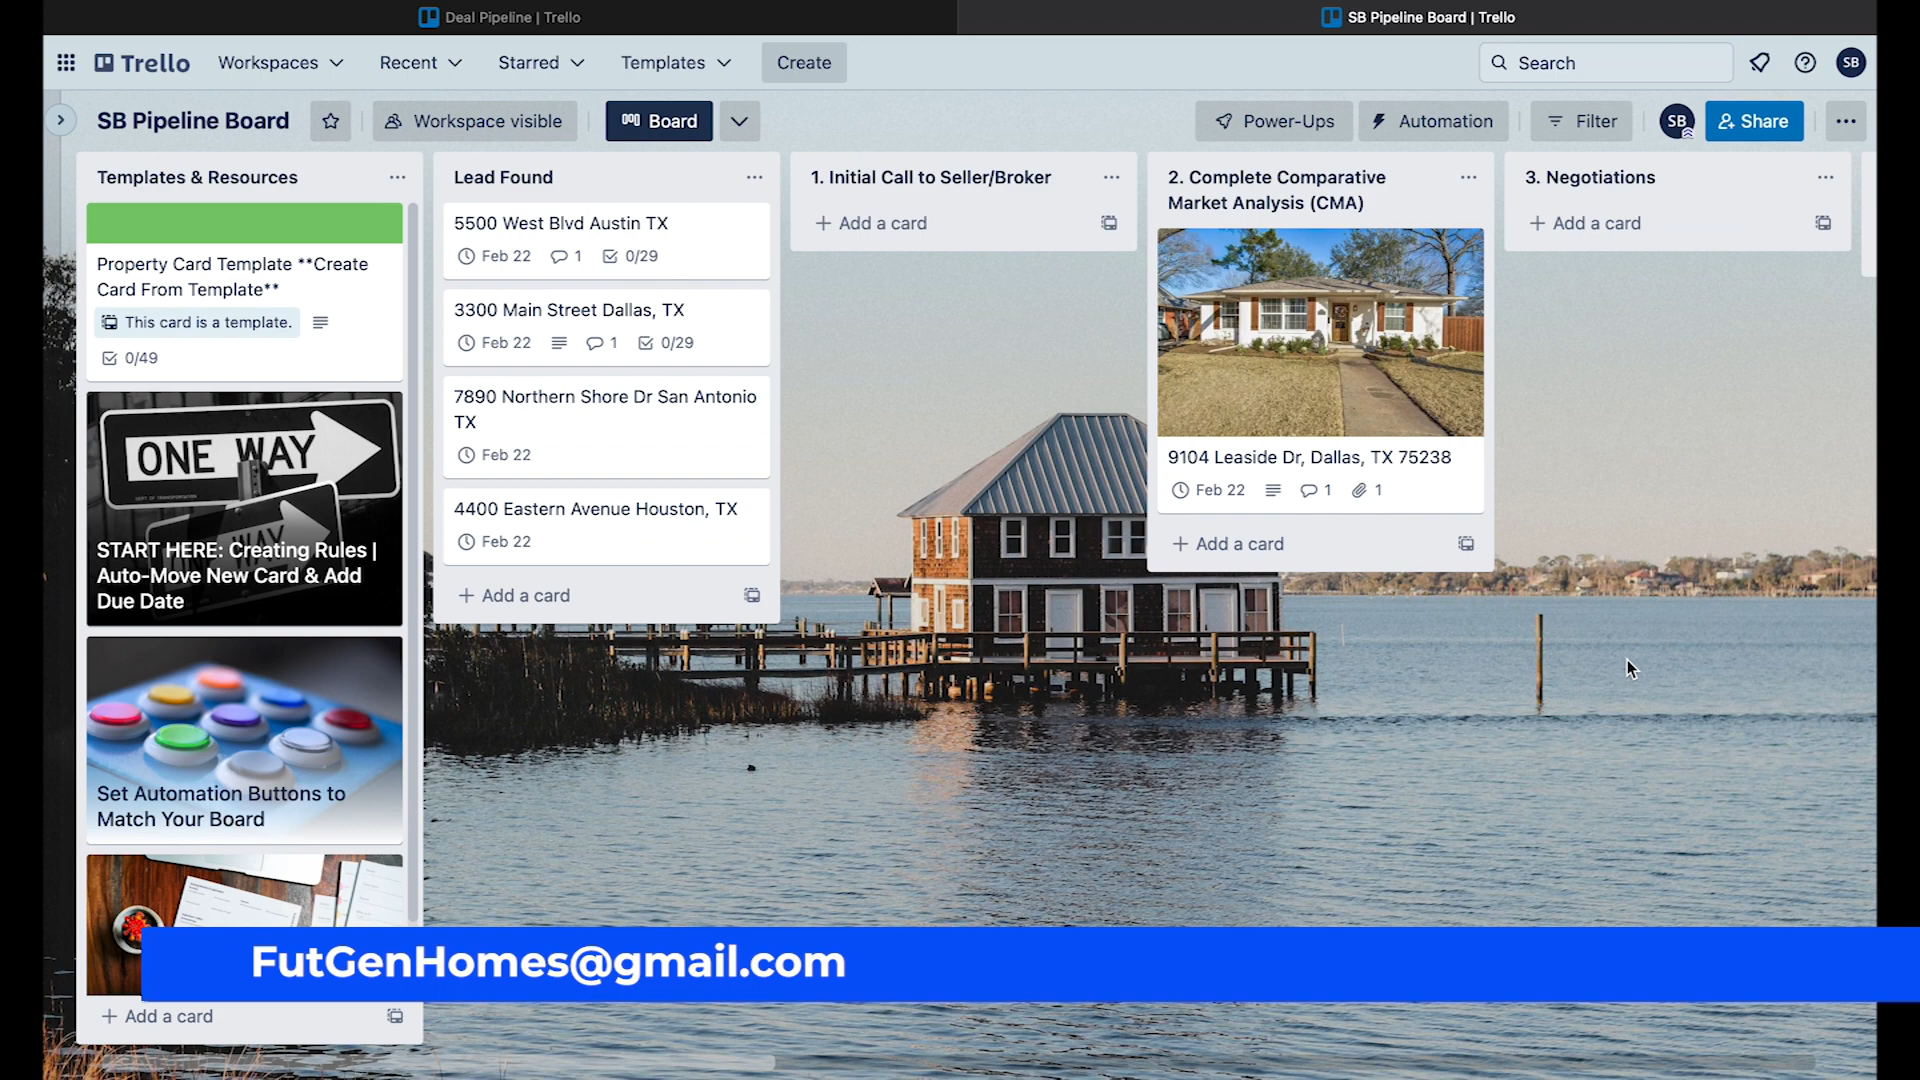 Deal Pipeline | Trello
SB Pipeline Board | Trello
Trello
Workspaces
Recent
Starred
Templates
Create
Search
SB
SB Pipeline Board
Workspace visible
Board
Power-Ups
Automation
Filter
SB
Share
Templates & Resources
Property Card Template **Create
Card From Template**
This card is a template.
0/49
ONE WAY
DEPT OF TRANSPORTATION
WAY
START HERE: Creating Rules |
Auto-Move New Card & Add
Due Date
Set Automation Buttons to
Match Your Board
+ Add a card
Lead Found
5500 West Blvd Austin TX
Feb 22
1
0/29
3300 Main Street Dallas, TX
Feb 22
1
0/29
7890 Northern Shore Dr San Antonio
TX
Feb 22
4400 Eastern Avenue Houston, TX
Feb 22
+ Add a card
1. Initial Call to Seller/Broker
+ Add a card
2. Complete Comparative
Market Analysis (CMA)
9104 Leaside Dr, Dallas, TX 75238
Feb 22
1
1
+ Add a card
3. Negotiations
+ Add a card
FutGenHomes@gmail.com